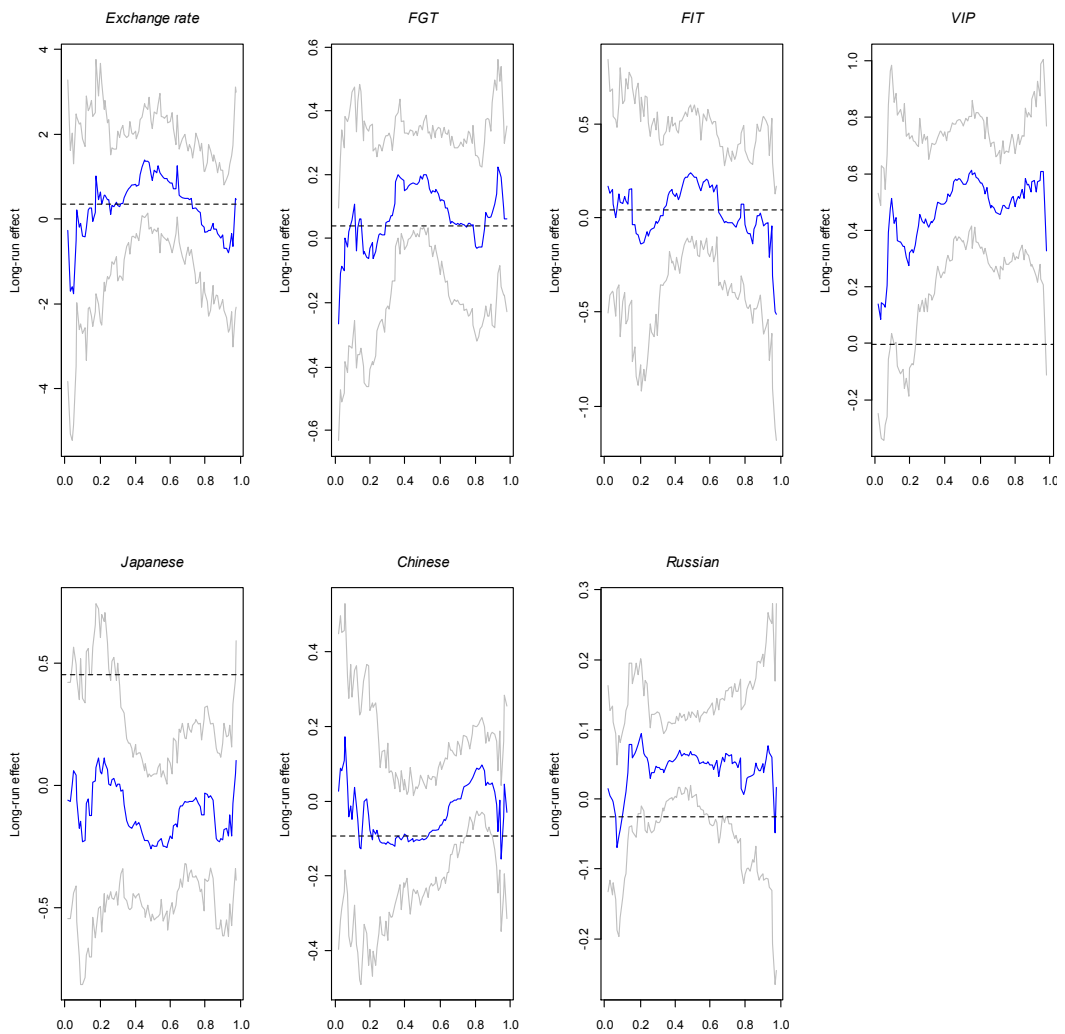 Exchange rate
FGT
FIT
VIP
Long-run effect
4
2
0
-2
-4
0.0 0.2 0.4 0.6 0.8 1.0
Long-run effect
0.6
0.4
0.2
0.0
-0.2
-0.4
-0.6
0.0 0.2 0.4 0.6 0.8 1.0
Long-run effect
0.5
0.0
-0.5
-1.0
0.0 0.2 0.4 0.6 0.8 1.0
Long-run effect
1.0
0.8
0.6
0.4
0.2
0.0
-0.2
0.0 0.2 0.4 0.6 0.8 1.0
Japanese
Chinese
Russian
Long-run effect
0.5
0.0
-0.5
0.0 0.2 0.4 0.6 0.8 1.0
Long-run effect
0.4
0.2
0.0
-0.2
-0.4
0.0 0.2 0.4 0.6 0.8 1.0
Long-run effect
0.3
0.2
0.1
0.0
-0.1
-0.2
0.0 0.2 0.4 0.6 0.8 1.0